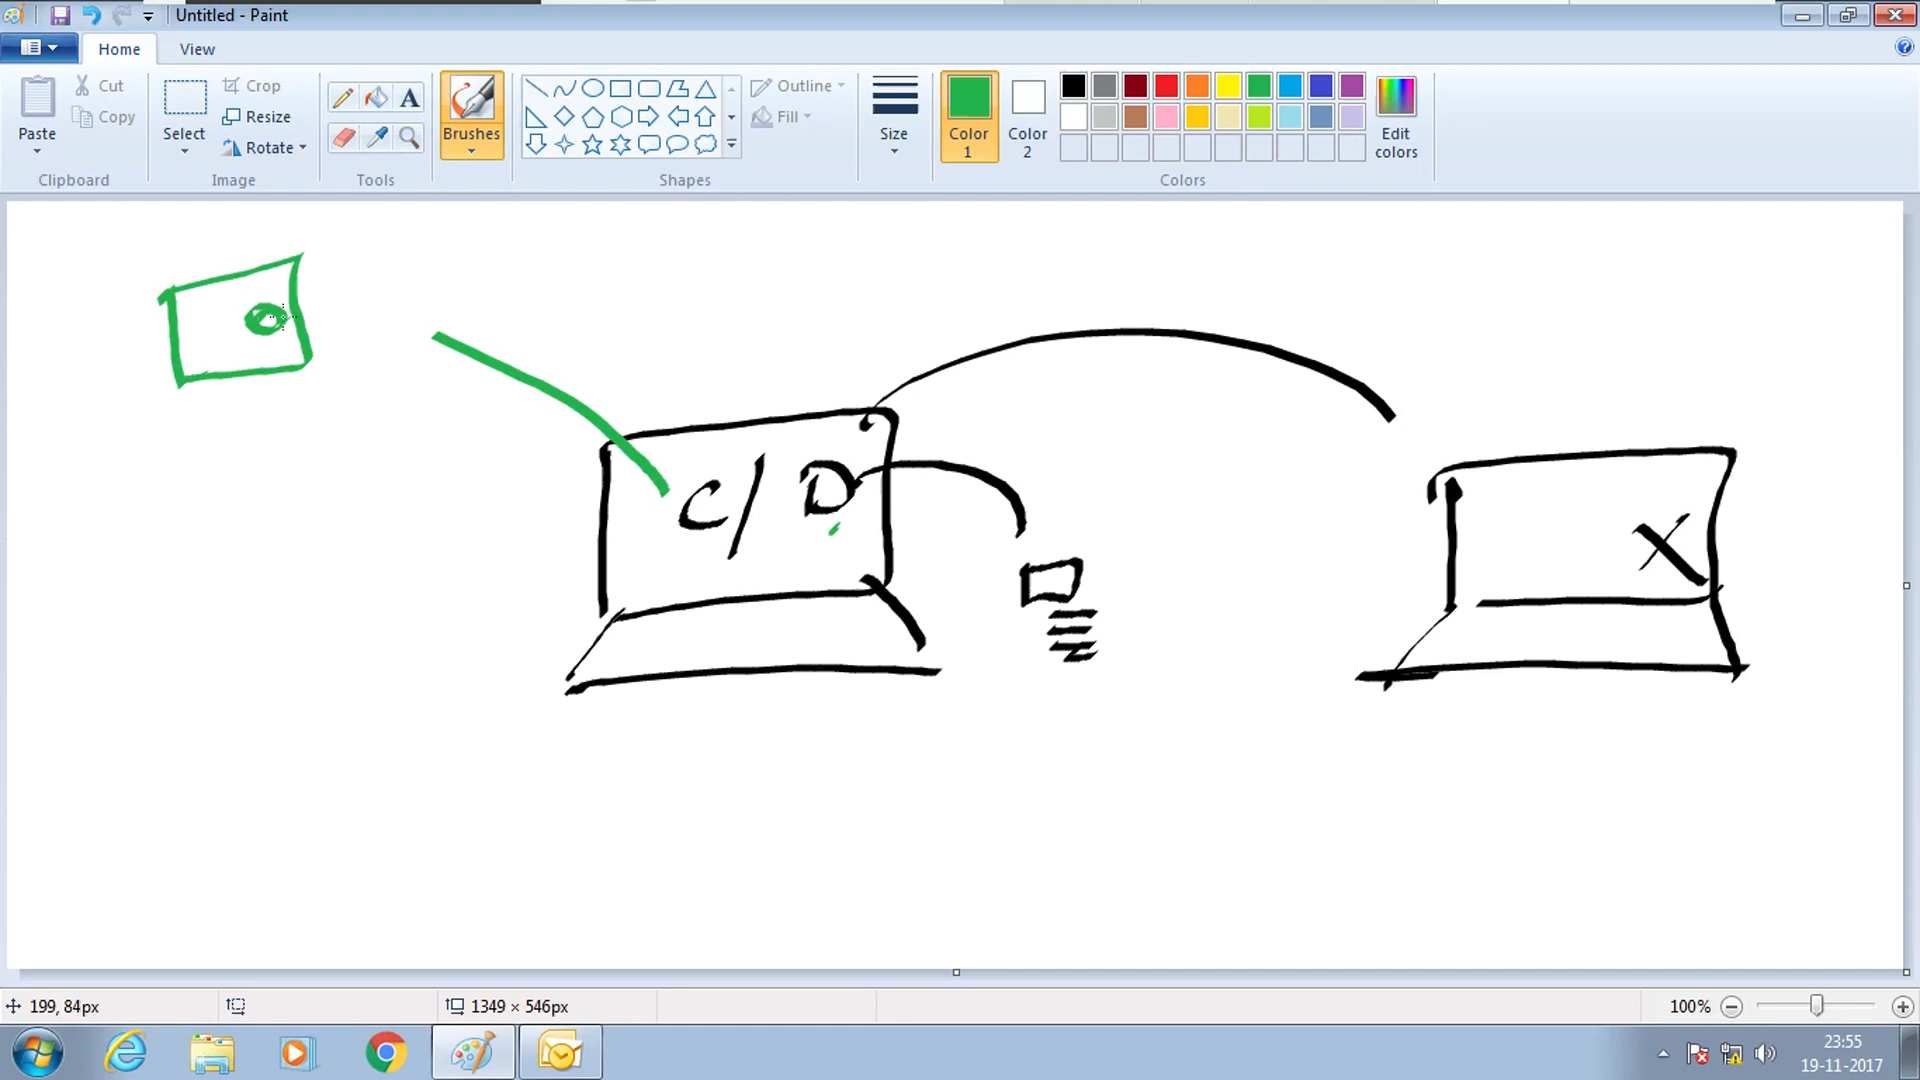 Untitled - Paint
Home View
Cut
Copy
Paste
Clipboard
Select
Crop
Resize
Rotate
Image
Tools
Brushes
Outline
Fill
Shapes
Size
Color 1
Color 2
Edit colors
Colors
C/D
X
199, 84px
1349 × 546px
100%
23:55
19-11-2017